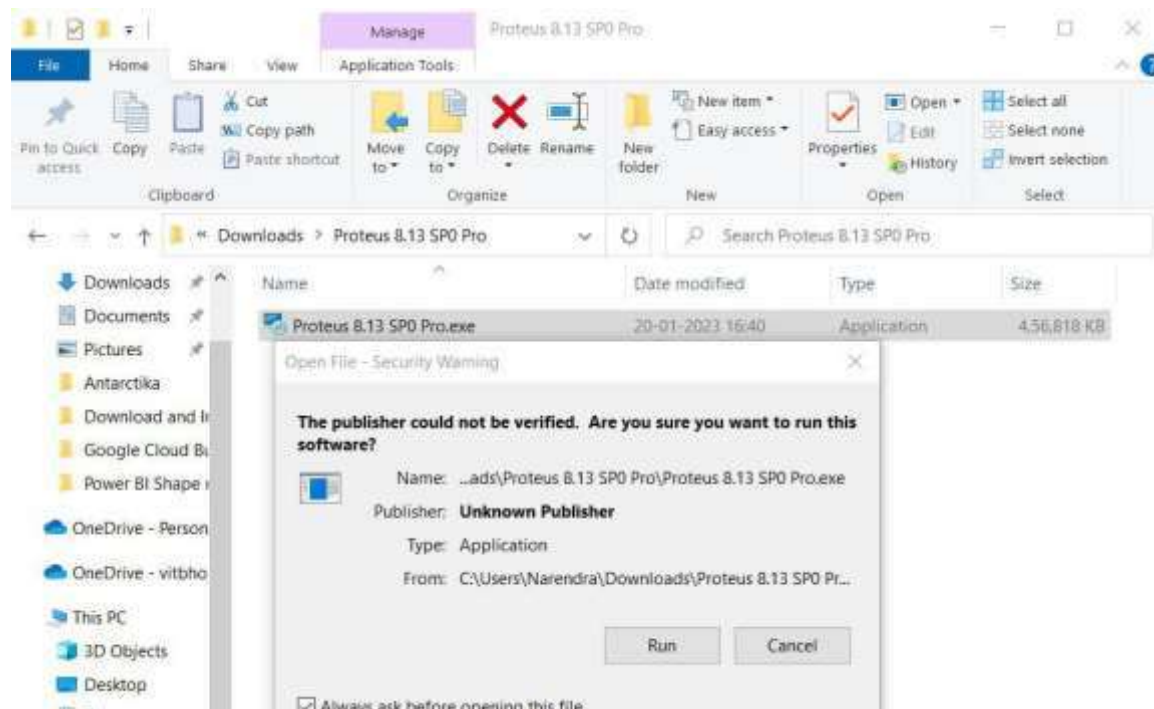 Manage
Proteus 8.13 SP0 Pro
File
Home
Share
View
Application Tools
Pin to Quick access
Copy
Paste
Cut
Copy path
Paste shortcut
Move to
Copy to
Delete
Rename
New folder
New item
Easy access
Properties
Open
Edit
History
Select all
Select none
Invert selection
Clipboard
Organize
New
Open
Select
« Downloads > Proteus 8.13 SP0 Pro
Search Proteus 8.13 SP0 Pro
Downloads
Documents
Pictures
Antarctika
Download and In
Google Cloud Bu
Power BI Shape
OneDrive - Person
OneDrive - vitbho
This PC
3D Objects
Desktop
Name
Date modified
Type
Size
Proteus 8.13 SP0 Pro.exe
20-01-2023 16:40
Application
4,56,818 KB
Open File - Security Warning
The publisher could not be verified. Are you sure you want to run this
software?
Name: ...ads\Proteus 8.13 SP0 Pro\Proteus 8.13 SP0 Pro.exe
Publisher: Unknown Publisher
Type: Application
From: C:\Users\Narendra\Downloads\Proteus 8.13 SP0 Pr...
Run
Cancel
Always ask before opening this file